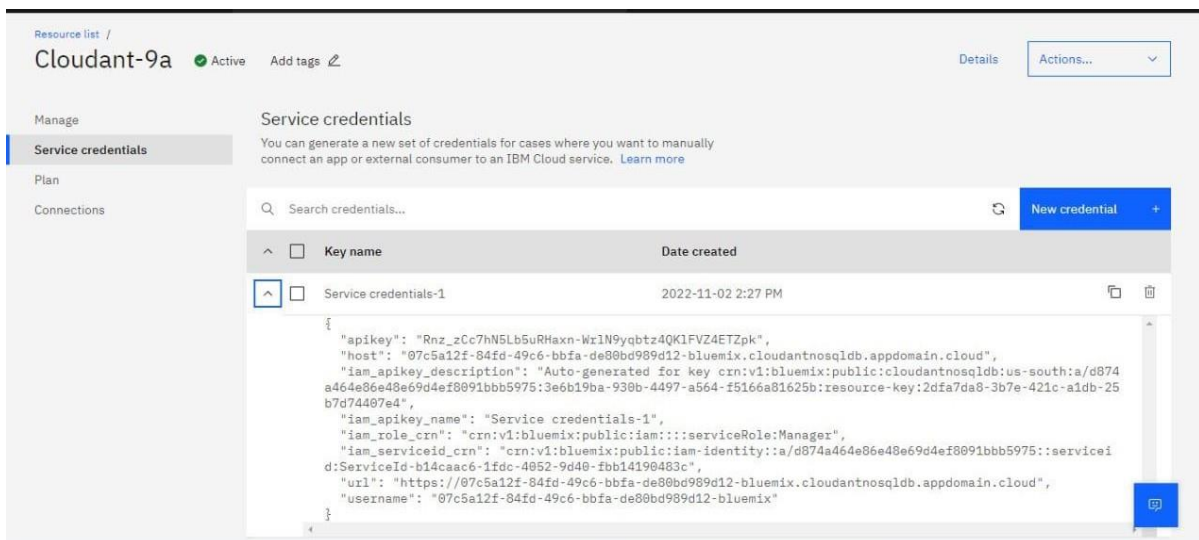 Resource list /
Cloudant-9a Active Add tags Details Actions...
Manage
Service credentials
Plan
Connections
Service credentials
You can generate a new set of credentials for cases where you want to manually
connect an app or external consumer to an IBM Cloud service. Learn more
Search credentials... New credential +
Key name Date created
Service credentials-1 2022-11-02 2:27 PM
{
"apikey": "Rnz_zCc7hN5Lb5uRHaxn-WrlN9yqbtz4QKlFVZ4ETZpk",
"host": "07c5a12f-84fd-49c6-bbfa-de80bd989d12-bluemix.cloudantnosqldb.appdomain.cloud",
"iam_apikey_description": "Auto-generated for key crn:v1:bluemix:public:cloudantnosqldb:us-south:a/d874
a464e86e48e69d4ef8091bbb5975:3e6b19ba-930b-4497-a564-f5166a81625b:resource-key:2dfa7da8-3b7e-421c-a1db-25
b7d74407e4",
"iam_apikey_name": "Service credentials-1",
"iam_role_crn": "crn:v1:bluemix:public:iam::::serviceRole:Manager",
"iam_serviceid_crn": "crn:v1:bluemix:public:iam-identity::a/d874a464e86e48e69d4ef8091bbb5975::servicei
d:ServiceId-b14caac6-1fdc-4052-9d40-fbb14190483c",
"url": "https://07c5a12f-84fd-49c6-bbfa-de80bd989d12-bluemix.cloudantnosqldb.appdomain.cloud",
"username": "07c5a12f-84fd-49c6-bbfa-de80bd989d12-bluemix"
}